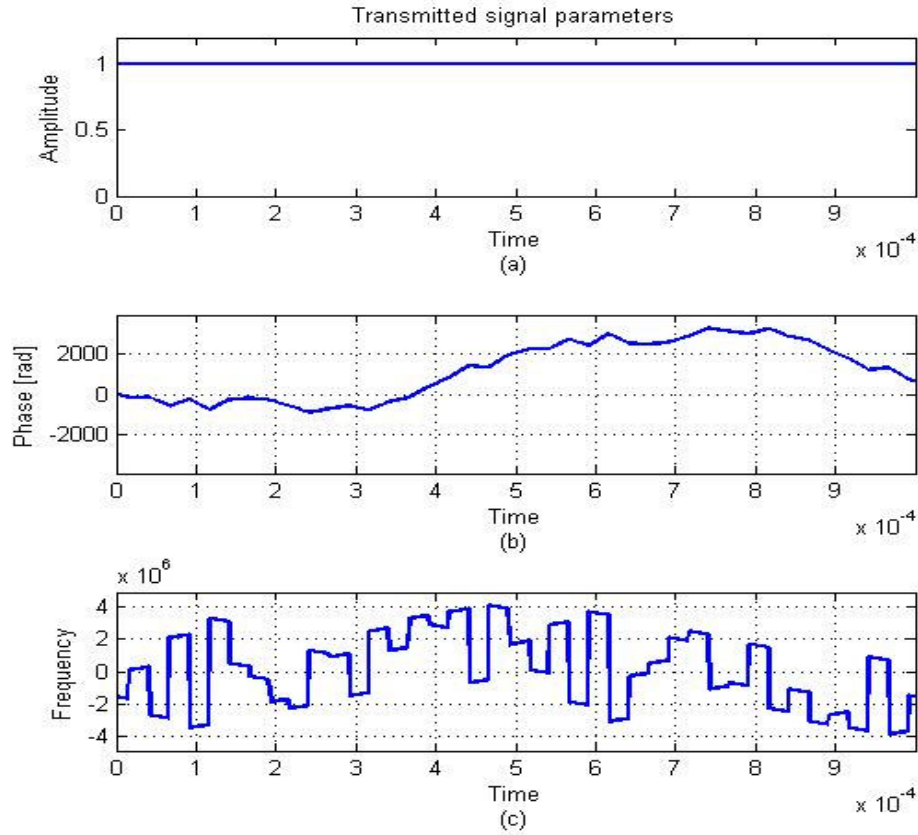 Transmitted signal parameters
1
0.5
0
Amplitude
0 1 2 3 4 5 6 7 8 9
Time
x 10^-4
(a)
2000
0
-2000
Phase [rad]
0 1 2 3 4 5 6 7 8 9
Time
x 10^-4
(b)
x 10^6
4
2
0
-2
-4
Frequency
0 1 2 3 4 5 6 7 8 9
Time
x 10^-4
(c)